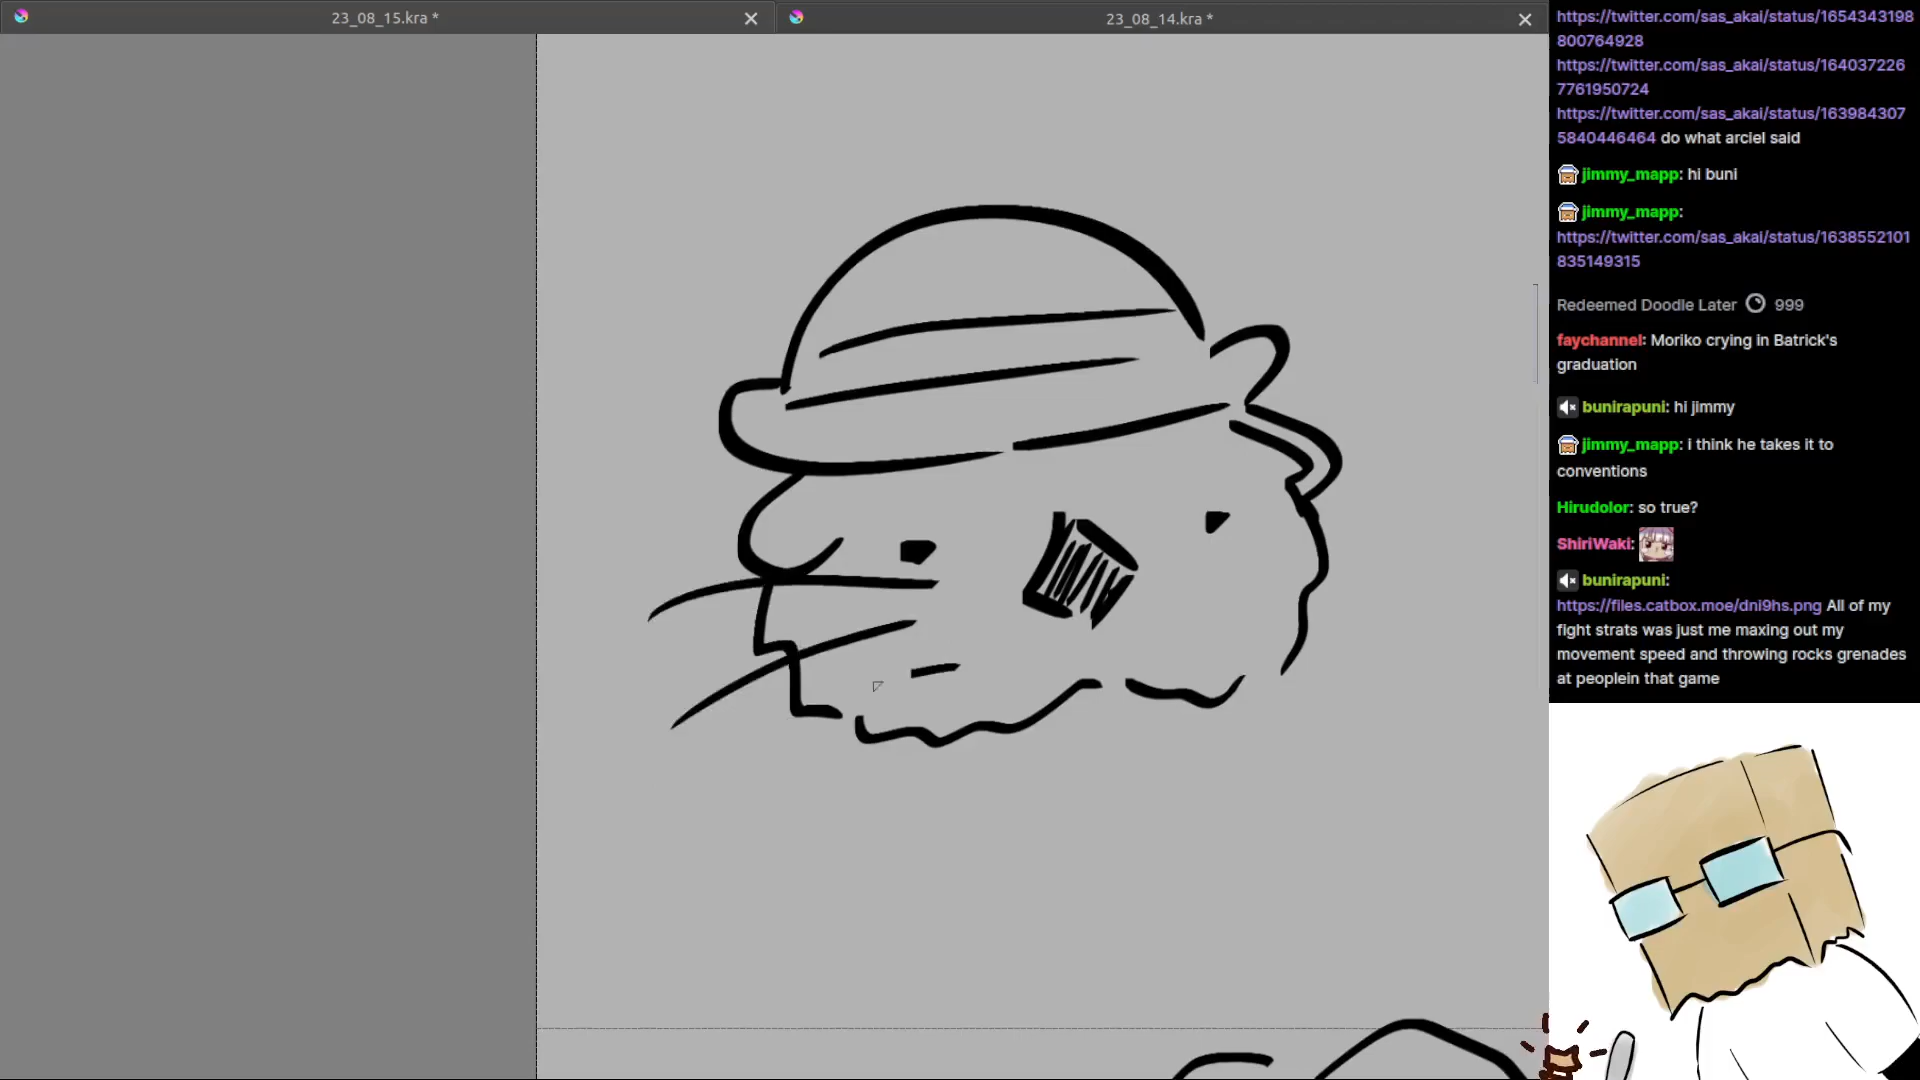 23_08_15.kra *
23_08_14.kra *
https://twitter.com/sas_akai/status/1654343198
800764928
https://twitter.com/sas_akai/status/164037226
7761950724
https://twitter.com/sas_akai/status/163984307
5840446464 do what arciel said
jimmy_mapp: hi buni
jimmy_mapp:
https://twitter.com/sas_akai/status/1638552101
835149315
Redeemed Doodle Later 999
faychannel: Moriko crying in Batrick's
graduation
bunirapuni: hi jimmy
jimmy_mapp: i think he takes it to
conventions
Hirudolor: so true?
ShiriWaki:
bunirapuni:
https://files.catbox.moe/dni9hs.png All of my
fight strats was just me maxing out my
movement speed and throwing rocks grenades
at peoplein that game